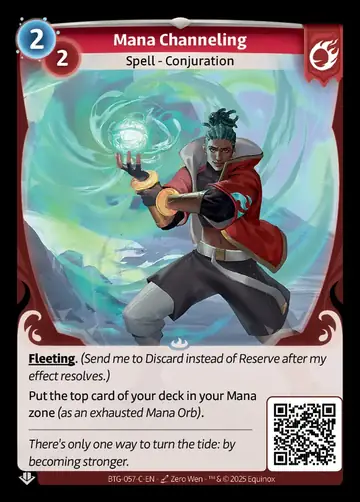 2
Mana Channeling
2
Spell - Conjuration
Fleeting. (Send me to Discard instead of Reserve after my
effect resolves.)
Put the top card of your deck in your Mana
zone (as an exhausted Mana Orb).
There's only one way to turn the tide: by
becoming stronger.
BTG-057-C-EN - Zero Wen - ™ & © 2025 Equinox